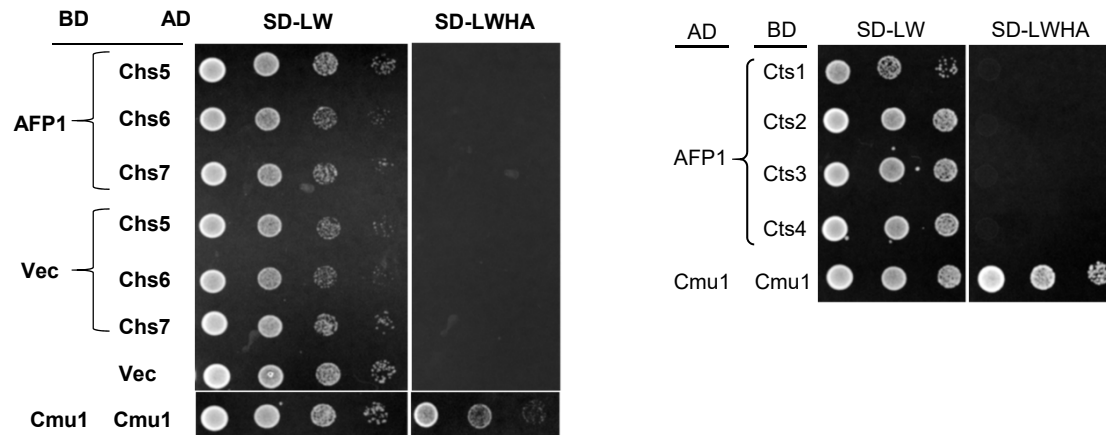 BD AD SD-LW SD-LWHA
Chs5
AFP1 Chs6
Chs7
Chs5
Vec Chs6
Chs7
Vec
Cmu1 Cmu1
AD BD SD-LW SD-LWHA
Cts1
Cts2
AFP1 Cts3
Cts4
Cmu1 Cmu1